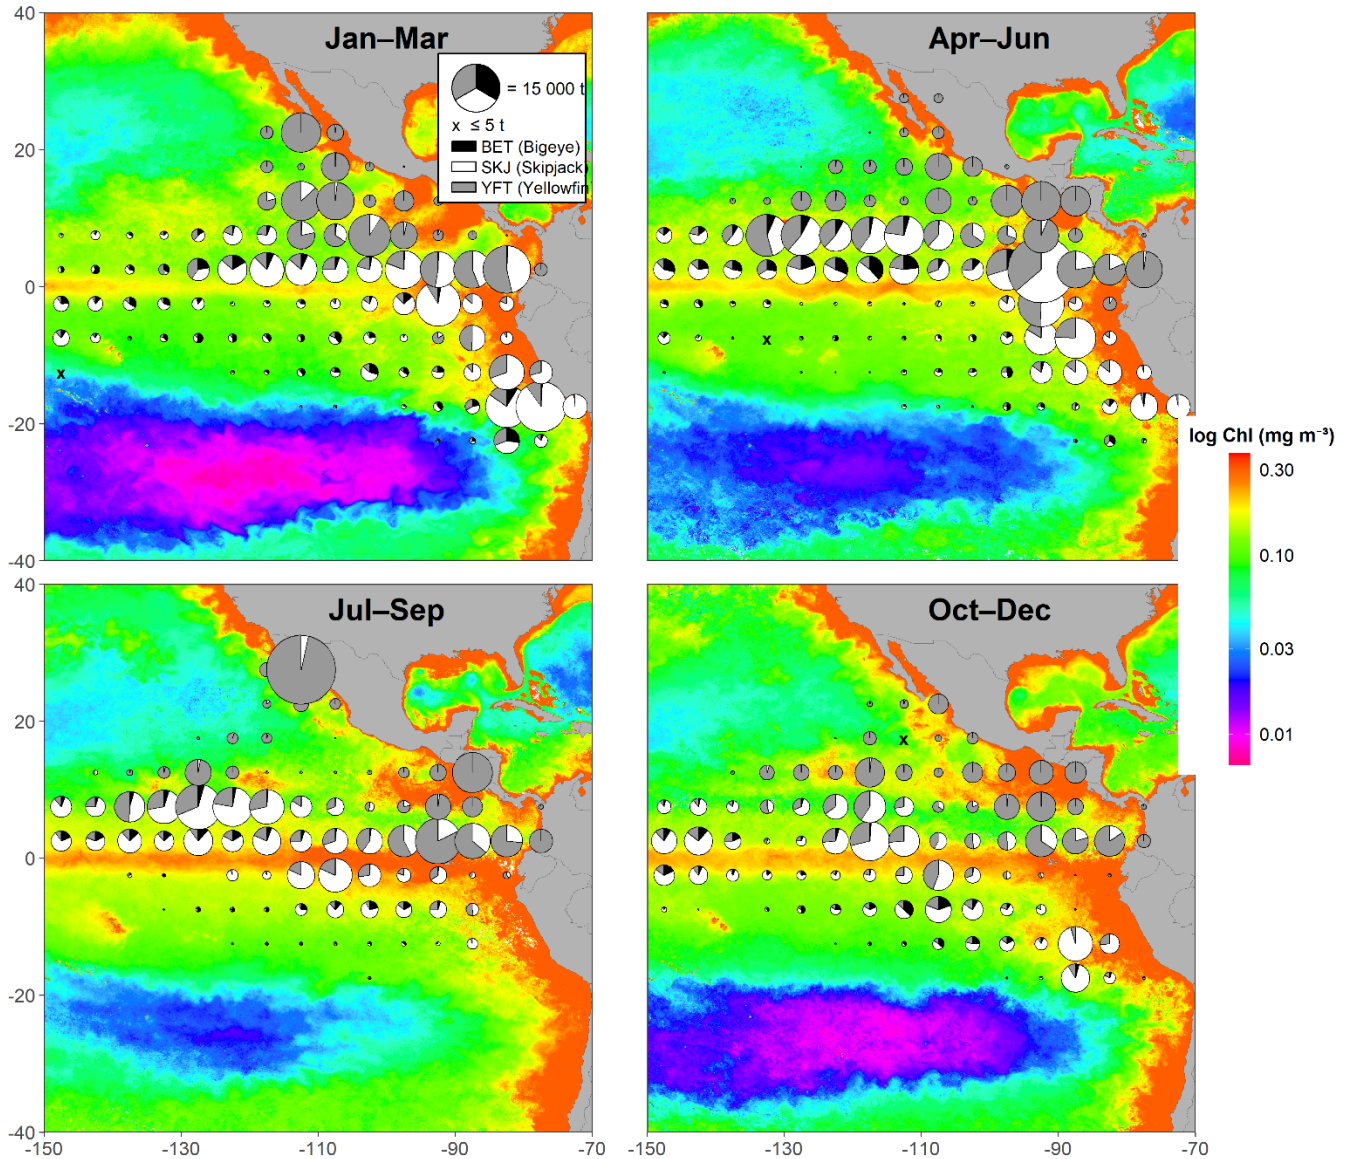 Jan–Mar
= 15 000 t
x ≤ 5 t
BET (Bigeye)
SKJ (Skipjack
YFT (Yellowfin
40
20
0
-20
-40
x
Apr–Jun
x
log Chl (mg m⁻³)
0.30
0.10
0.03
0.01
Jul–Sep
40
20
0
-20
-40
-150
-130
-110
-90
-70
Oct–Dec
x
-150
-130
-110
-90
-70